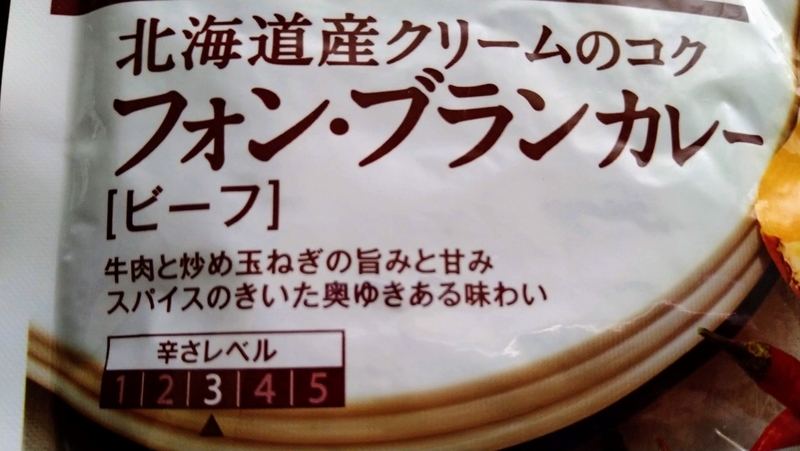 北海道産クリームのコク
フォン・ブランカレー
[ビーフ]
牛肉と炒め玉ねぎの旨みと甘み
スパイスのきいた奥ゆきある味わい
辛さレベル
1 | 2 | 3 | 4 | 5